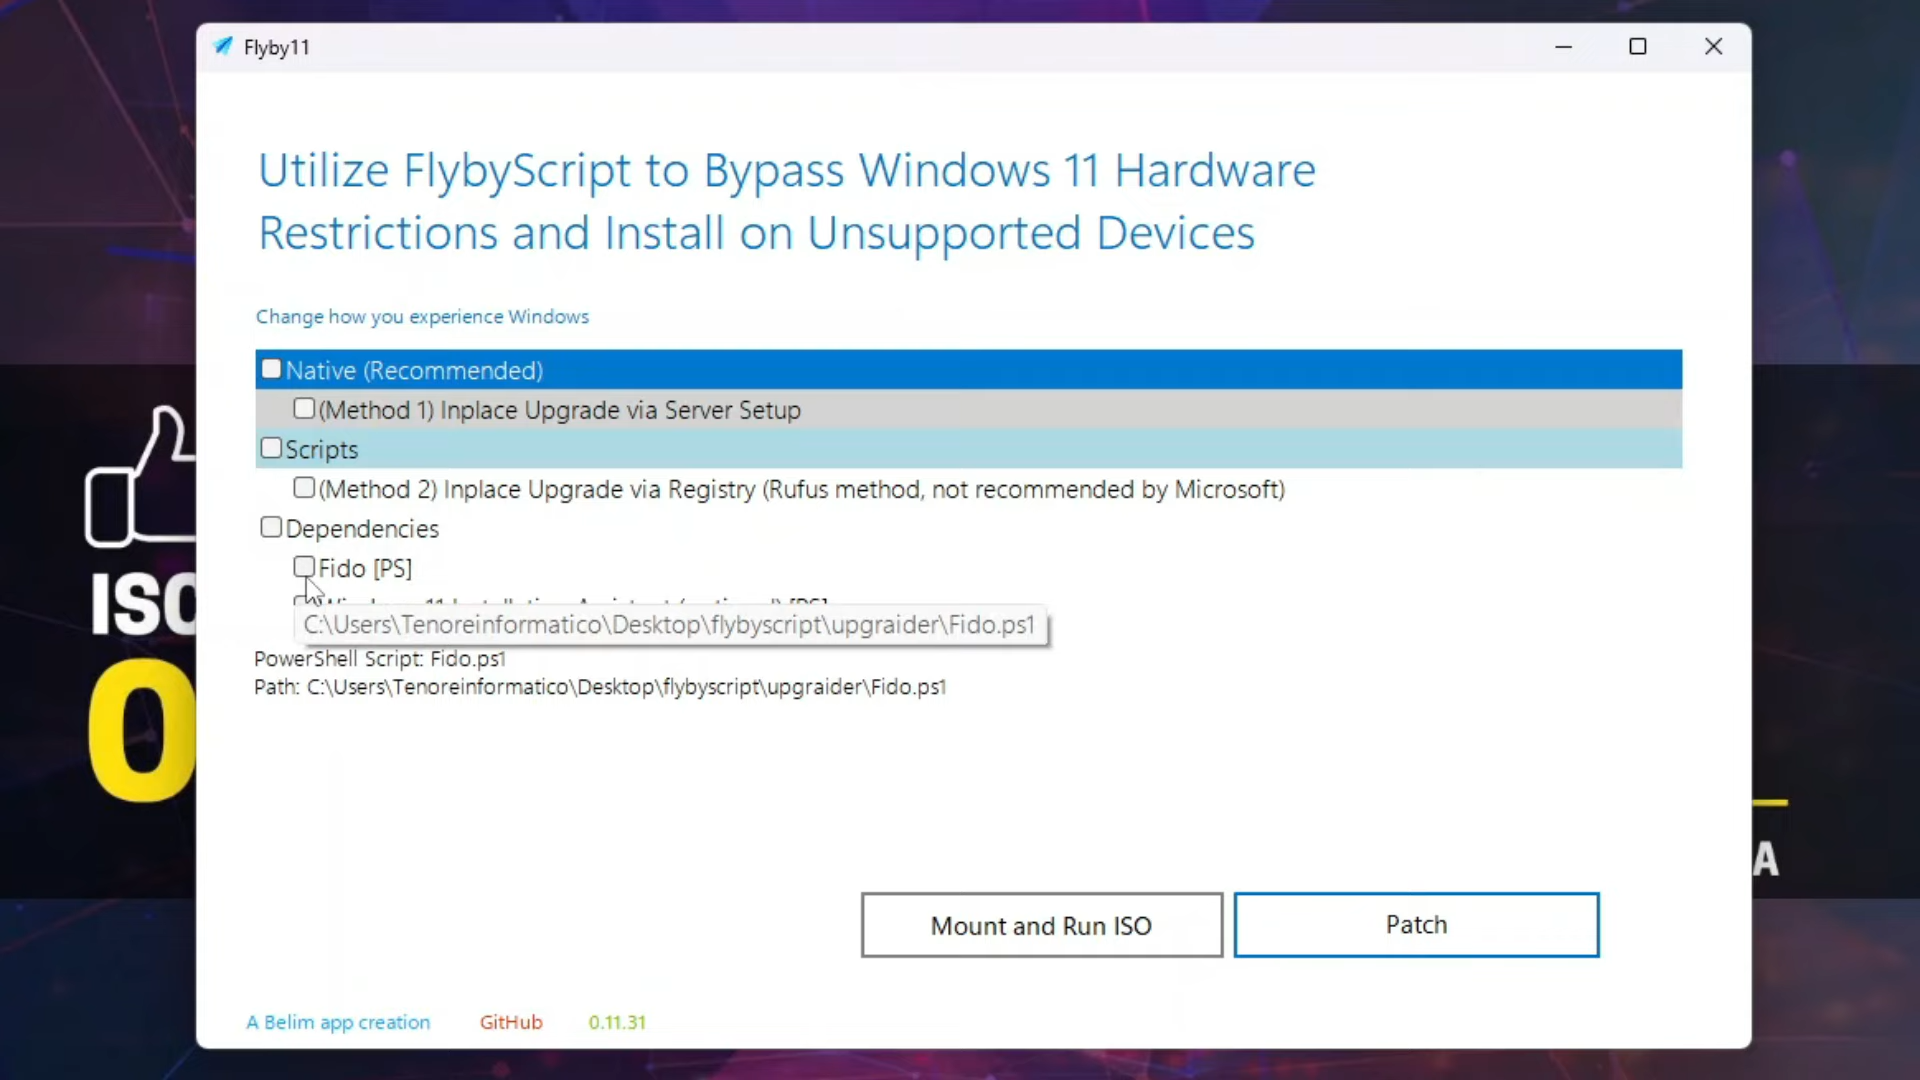 Flyby11
Utilize FlybyScript to Bypass Windows 11 Hardware
Restrictions and Install on Unsupported Devices
Change how you experience Windows
Native (Recommended)
(Method 1) Inplace Upgrade via Server Setup
Scripts
(Method 2) Inplace Upgrade via Registry (Rufus method, not recommended by Microsoft)
Dependencies
Fido [PS]
C:\Users\Tenoreinformatico\Desktop\flybyscript\upgraider\Fido.ps1
PowerShell Script: Fido.ps1
Path: C:\Users\Tenoreinformatico\Desktop\flybyscript\upgraider\Fido.ps1
Mount and Run ISO
Patch
A Belim app creation GitHub 0.11.31